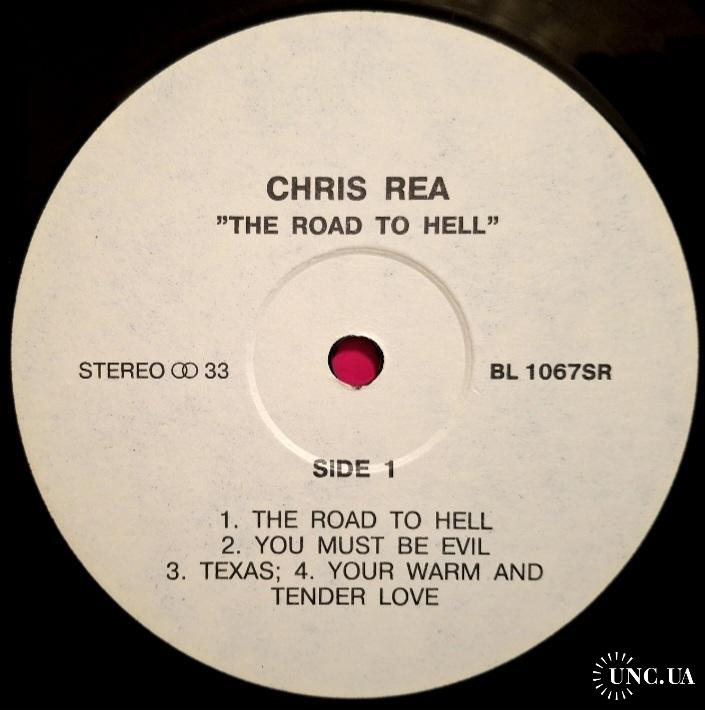 CHRIS REA
”THE ROAD TO HELL”
STEREO 33
BL 1067SR
SIDE 1
1. THE ROAD TO HELL
2. YOU MUST BE EVIL
3. TEXAS; 4. YOUR WARM AND
TENDER LOVE
UNC.UA